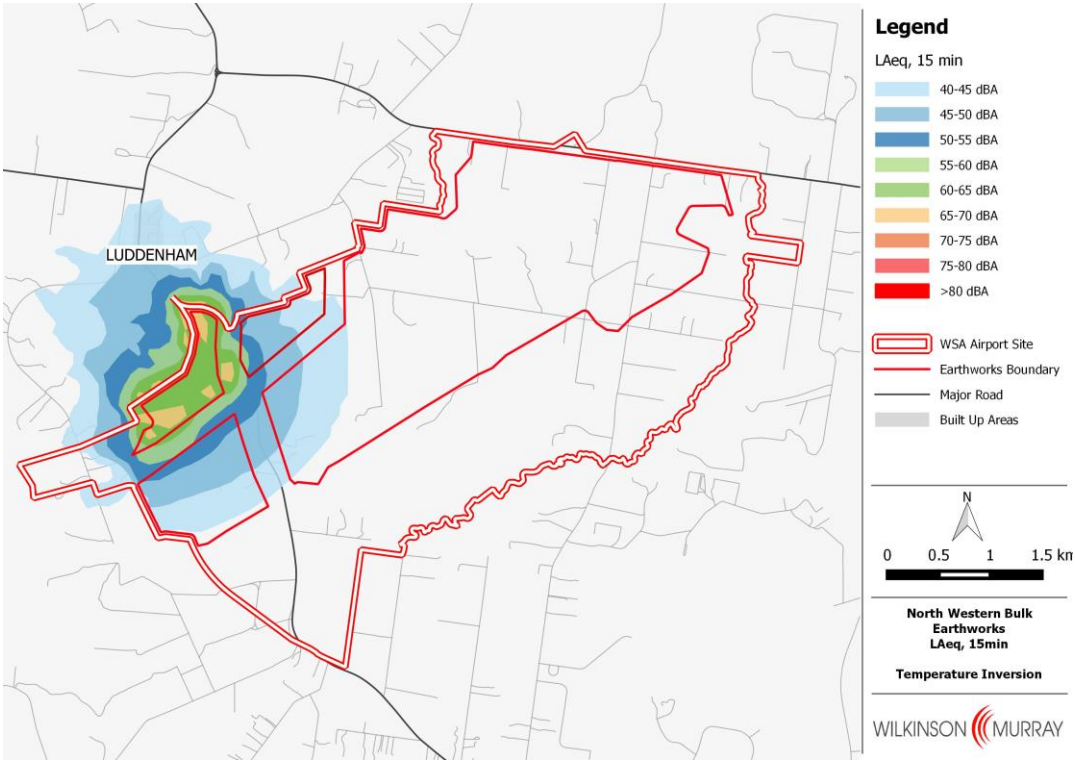 LUDDENHAM
Legend
LAeq, 15 min
40-45 dBA
45-50 dBA
50-55 dBA
55-60 dBA
60-65 dBA
65-70 dBA
70-75 dBA
75-80 dBA
>80 dBA
WSA Airport Site
Earthworks Boundary
Major Road
Built Up Areas
N
0 0.5 1 1.5 km
North Western Bulk
Earthworks
LAeq, 15min
Temperature Inversion
WILKINSON MURRAY